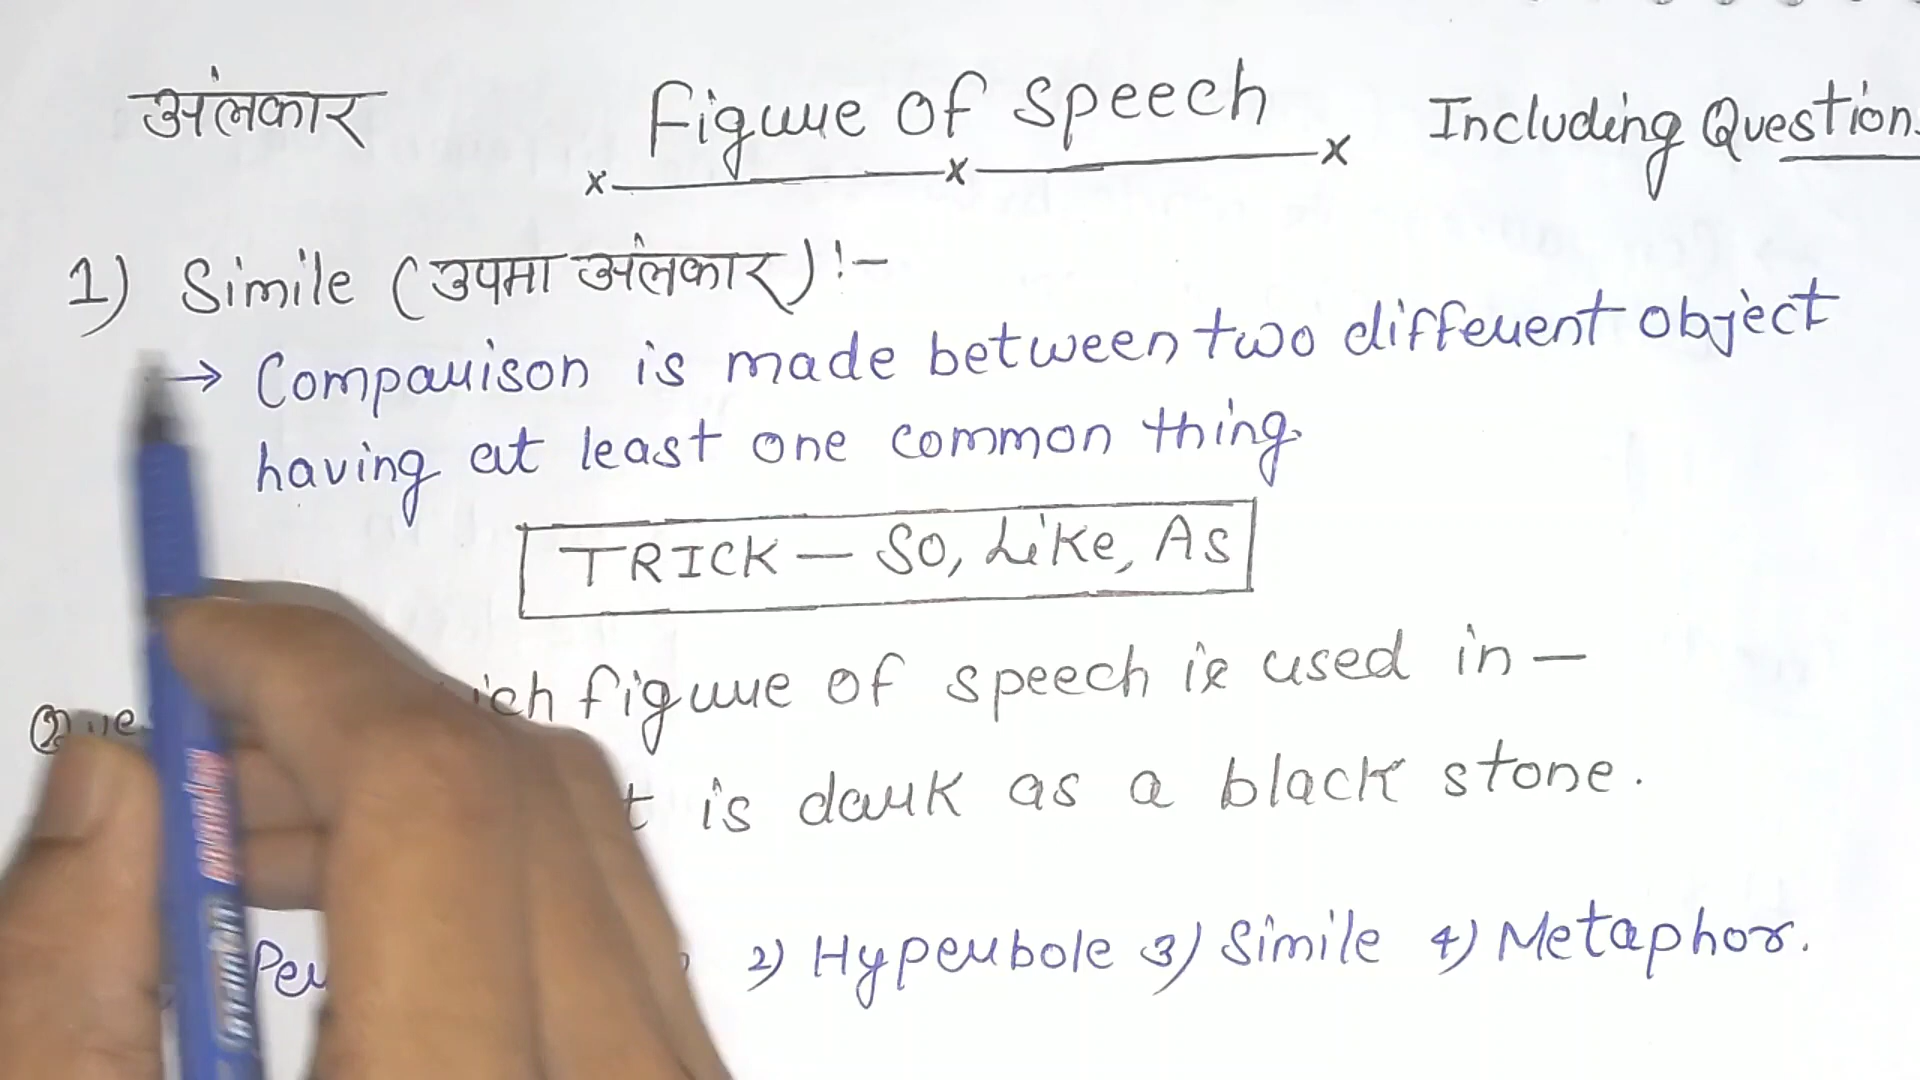 अंलकार Figure of speech Including Question
1) Simile (उपमा अंलकार) :-
→ Comparison is made between two different object
having at least one common thing.
TRICK — SO, Like, As
figure of speech is used in —
is dark as a black stone.
2) Hyperbole 3) Simile 4) Metaphor.